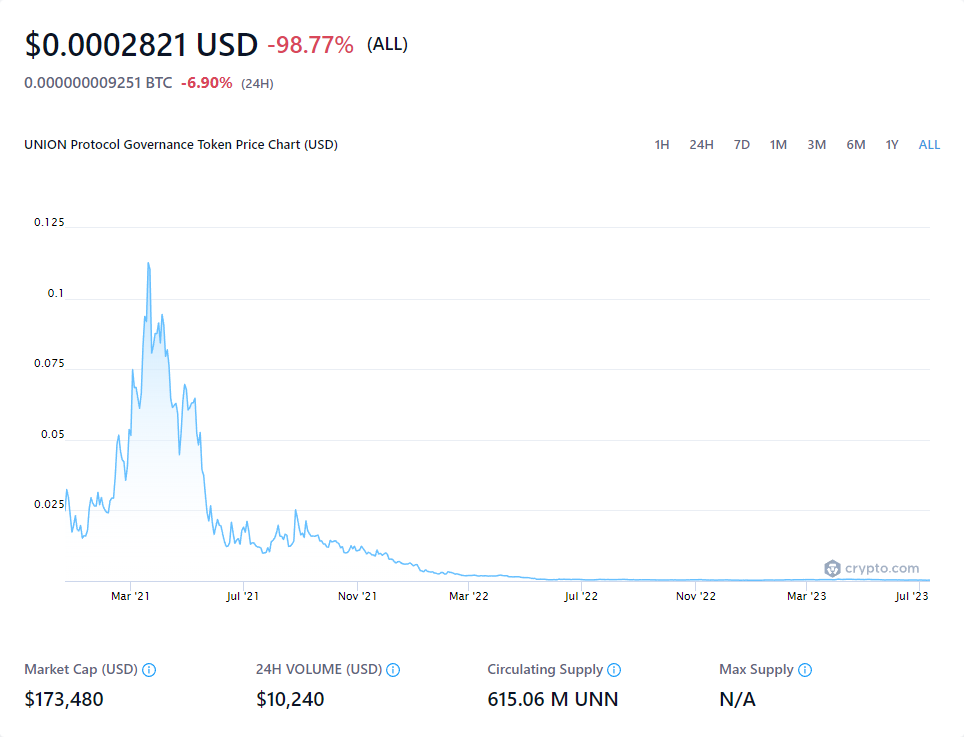 $0.0002821 USD -98.77% (ALL)
0.000000009251 BTC -6.90% (24H)
UNION Protocol Governance Token Price Chart (USD) 1H 24H 7D 1M 3M 6M 1Y ALL
0.125
0.1
0.075
0.05
0.025
crypto.com
Mar '21 Jul '21 Nov '21 Mar '22 Jul '22 Nov '22 Mar '23 Jul '23
Market Cap (USD) 24H VOLUME (USD) Circulating Supply Max Supply
$173,480 $10,240 615.06 M UNN N/A